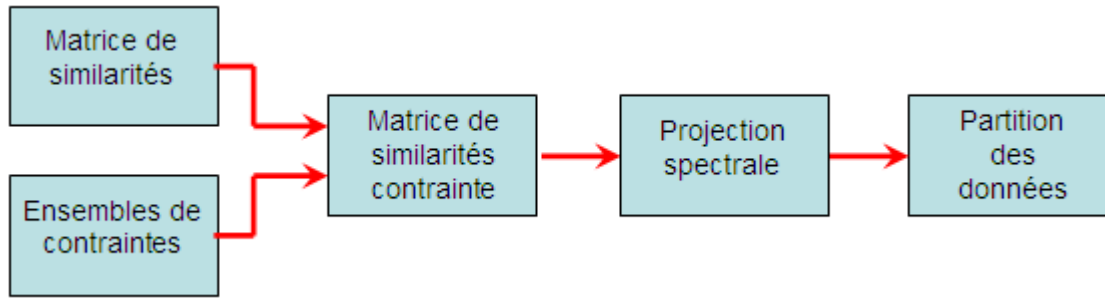 Matrice de
similarités
Ensembles de
contraintes
Matrice de
similarités
contrainte
Projection
spectrale
Partition
des
données